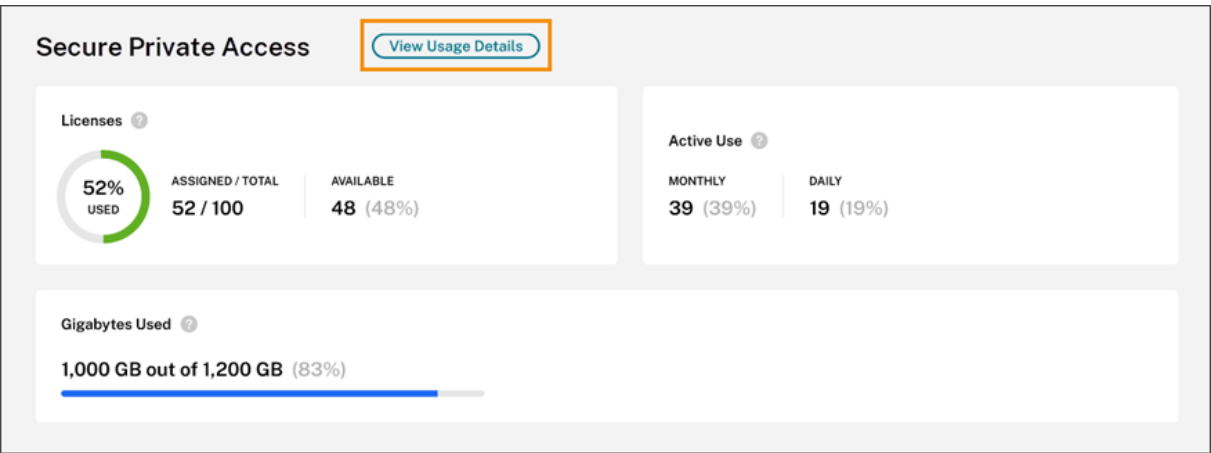 Secure Private Access
View Usage Details
Licenses ?
52%
USED
ASSIGNED / TOTAL
52 / 100
AVAILABLE
48 (48%)
Active Use ?
MONTHLY
39 (39%)
DAILY
19 (19%)
Gigabytes Used ?
1,000 GB out of 1,200 GB (83%)